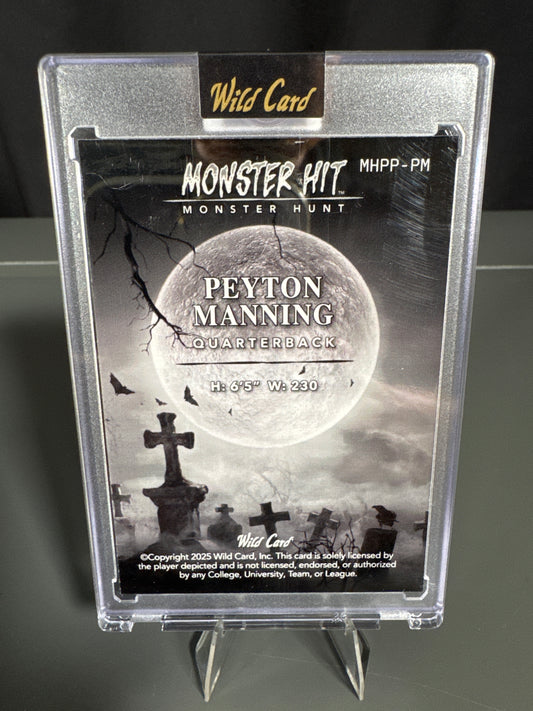 Wild Card
MONSTER HIT™
MHPP-PM
MONSTER HUNT
PEYTON
MANNING
QUARTERBACK
H: 6'5" W: 230
Wild Card
©Copyright 2025 Wild Card, Inc. This card is solely licensed by
the player depicted and is not licensed, endorsed, or authorized
by any College, University, Team, or League.